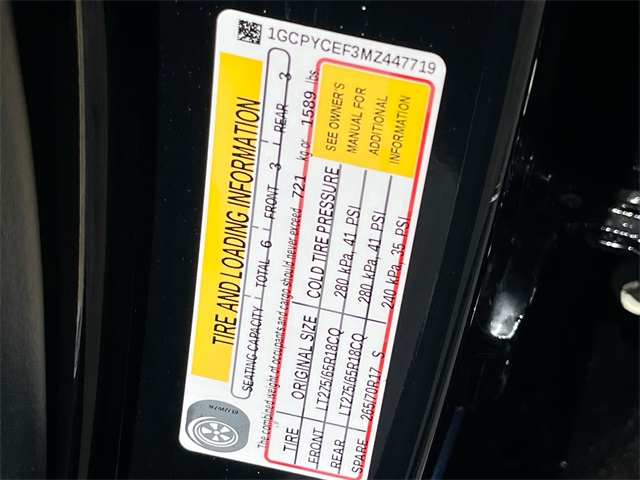 1GCPYCEF3MZ447719
TIRE AND LOADING INFORMATION
SEATING CAPACITY TOTAL 6 FRONT 3 REAR 3
The combined weight of occupants and cargo should never exceed 721 kg or 1589 lbs
TIRE ORIGINAL SIZE COLD TIRE PRESSURE
FRONT LT275/65R18CQ 280 kPa, 41 PSI
REAR LT275/65R18CQ 280 kPa, 41 PSI
SPARE 265/70R17 S 240 kPa, 35 PSI
SEE OWNER'S
MANUAL FOR
ADDITIONAL
INFORMATION
MZ447719